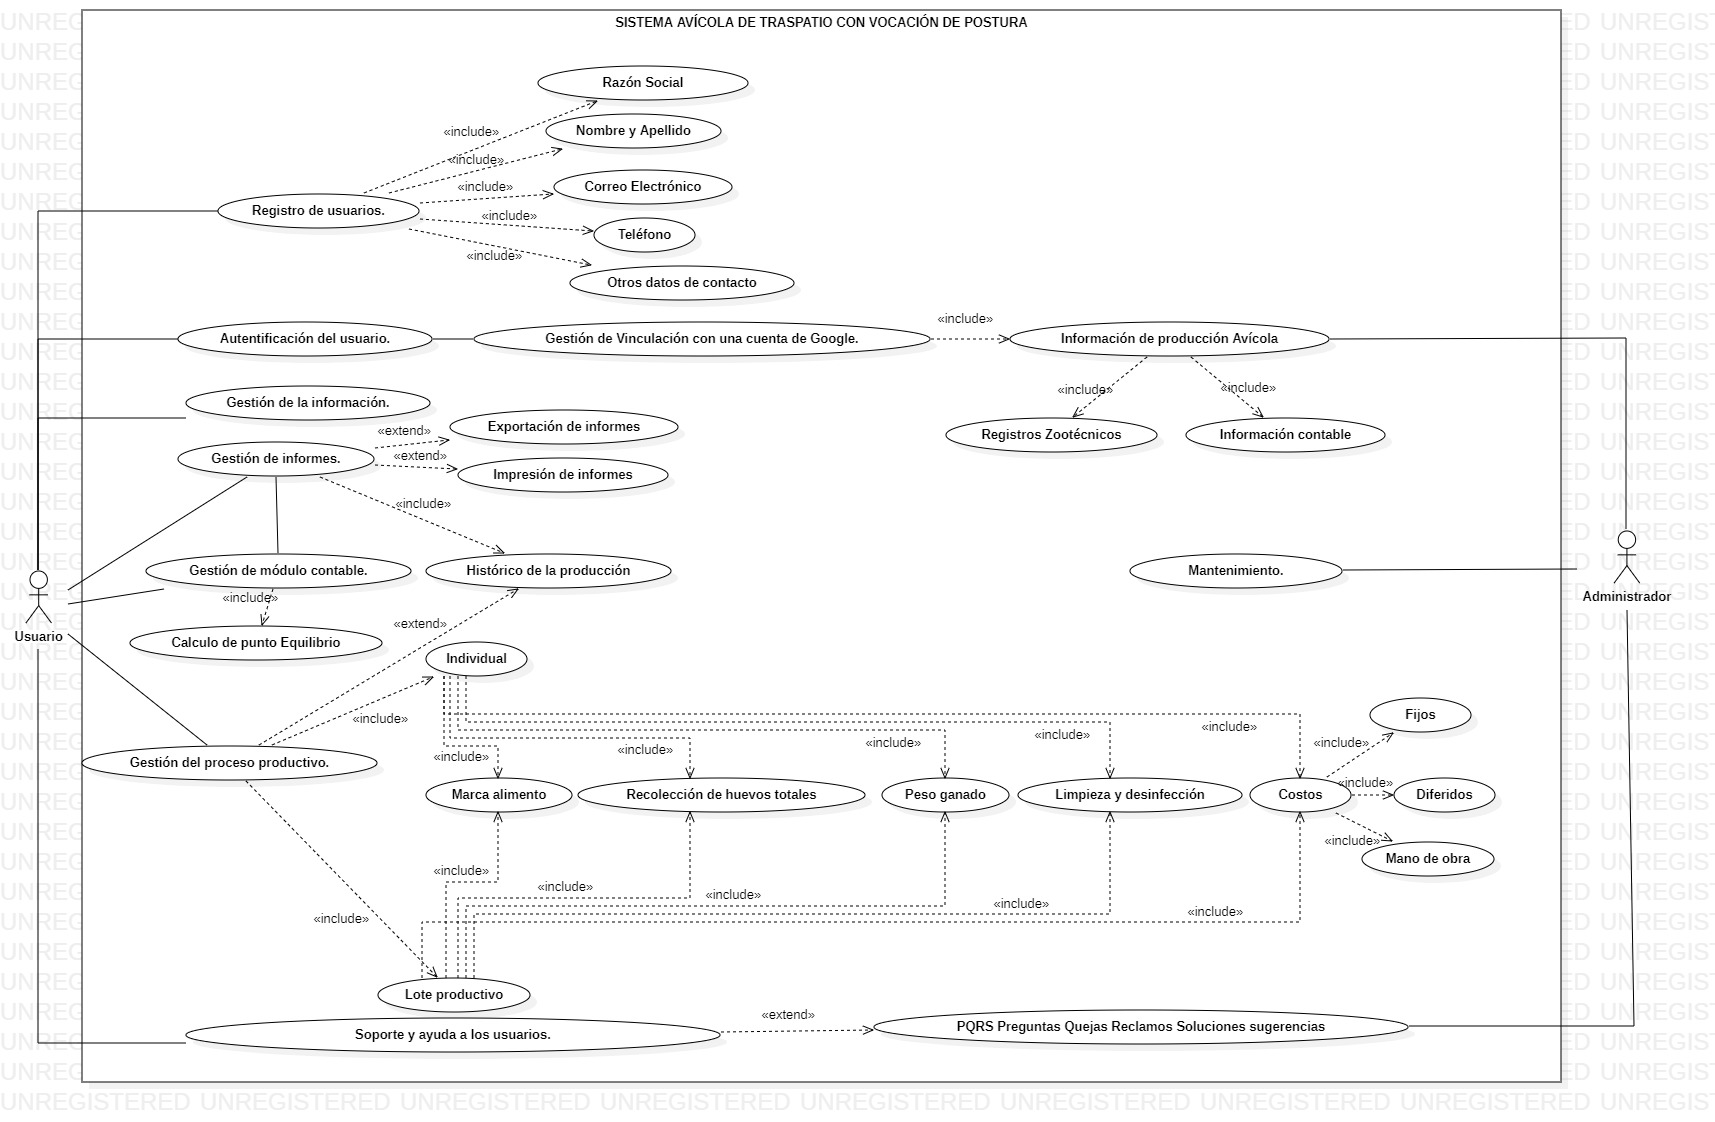 SISTEMA AVÍCOLA DE TRASPATIO CON VOCACIÓN DE POSTURA
Razón Social
«include»
Nombre y Apellido
«include»
Correo Electrónico
«include»
Registro de usuarios.
«include»
Teléfono
«include»
Otros datos de contacto
«include»
Autentificación del usuario.
Gestión de Vinculación con una cuenta de Google.
Información de producción Avícola
«include»
«include»
Gestión de la información.
Exportación de informes
«extend»
Registros Zootécnicos
Información contable
Gestión de informes.
«extend»
Impresión de informes
«include»
Gestión de módulo contable.
Histórico de la producción
Mantenimiento.
Administrador
«include»
Usuario
Calculo de punto Equilibrio
«extend»
Individual
«include»
Fijos
«include»
«include»
«include»
«include»
«include»
«include»
Gestión del proceso productivo.
«include»
Marca alimento
Recolección de huevos totales
Peso ganado
Limpieza y desinfección
Costos
Diferidos
«include»
Mano de obra
«include»
«include»
«include»
«include»
«include»
«include»
Lote productivo
«extend»
Soporte y ayuda a los usuarios.
PQRS Preguntas Quejas Reclamos Soluciones sugerencias
UNREGISTERED UNREGISTERED UNREGISTERED UNREGISTERED UNREGISTERED UNREGISTERED UNREGISTERED UNREGISTERED UNREGIST